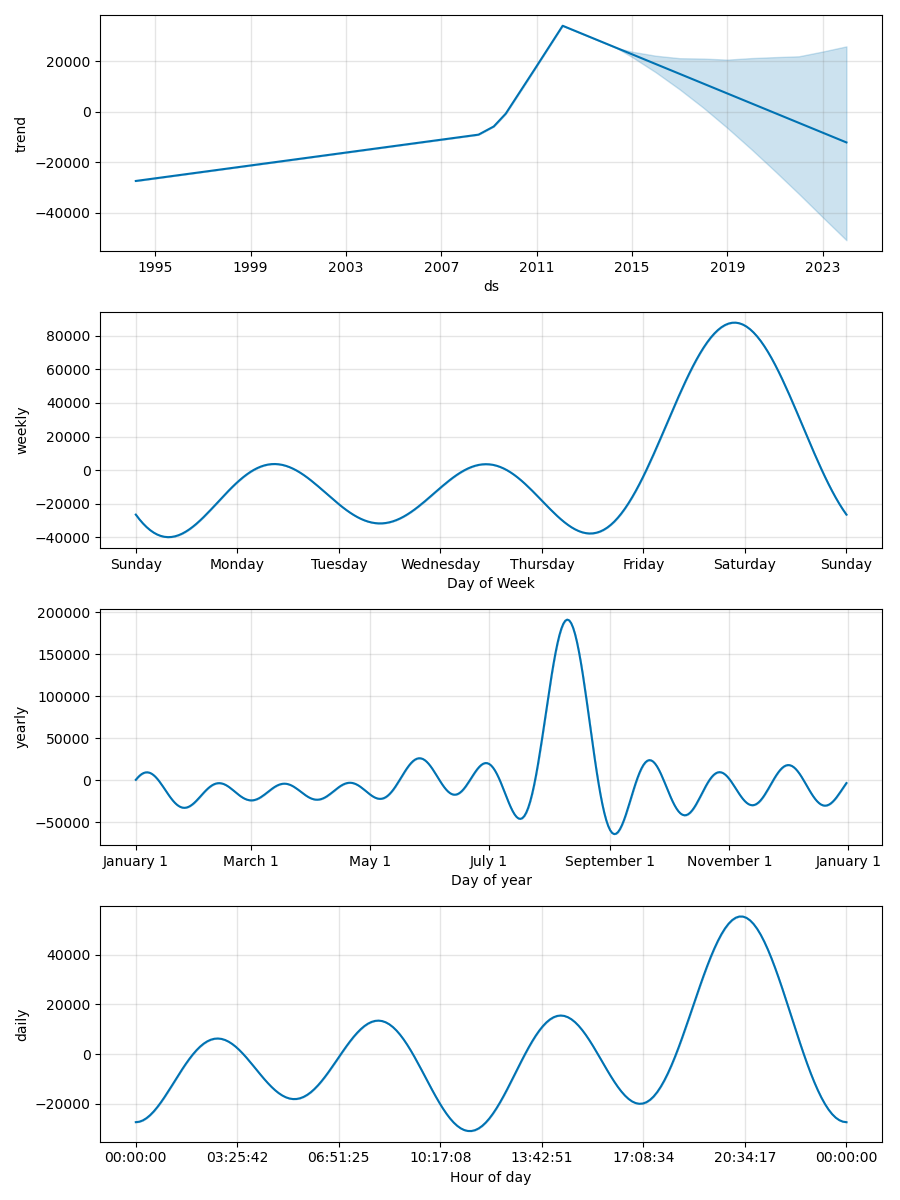 20000
0
−20000
−40000
trend
1995 1999 2003 2007 2011 2015 2019 2023
ds
80000
60000
40000
20000
0
−20000
−40000
weekly
Sunday Monday Tuesday Wednesday Thursday Friday Saturday Sunday
Day of Week
200000
150000
100000
50000
0
−50000
yearly
January 1 March 1 May 1 July 1 September 1 November 1 January 1
Day of year
40000
20000
0
−20000
daily
00:00:00 03:25:42 06:51:25 10:17:08 13:42:51 17:08:34 20:34:17 00:00:00
Hour of day